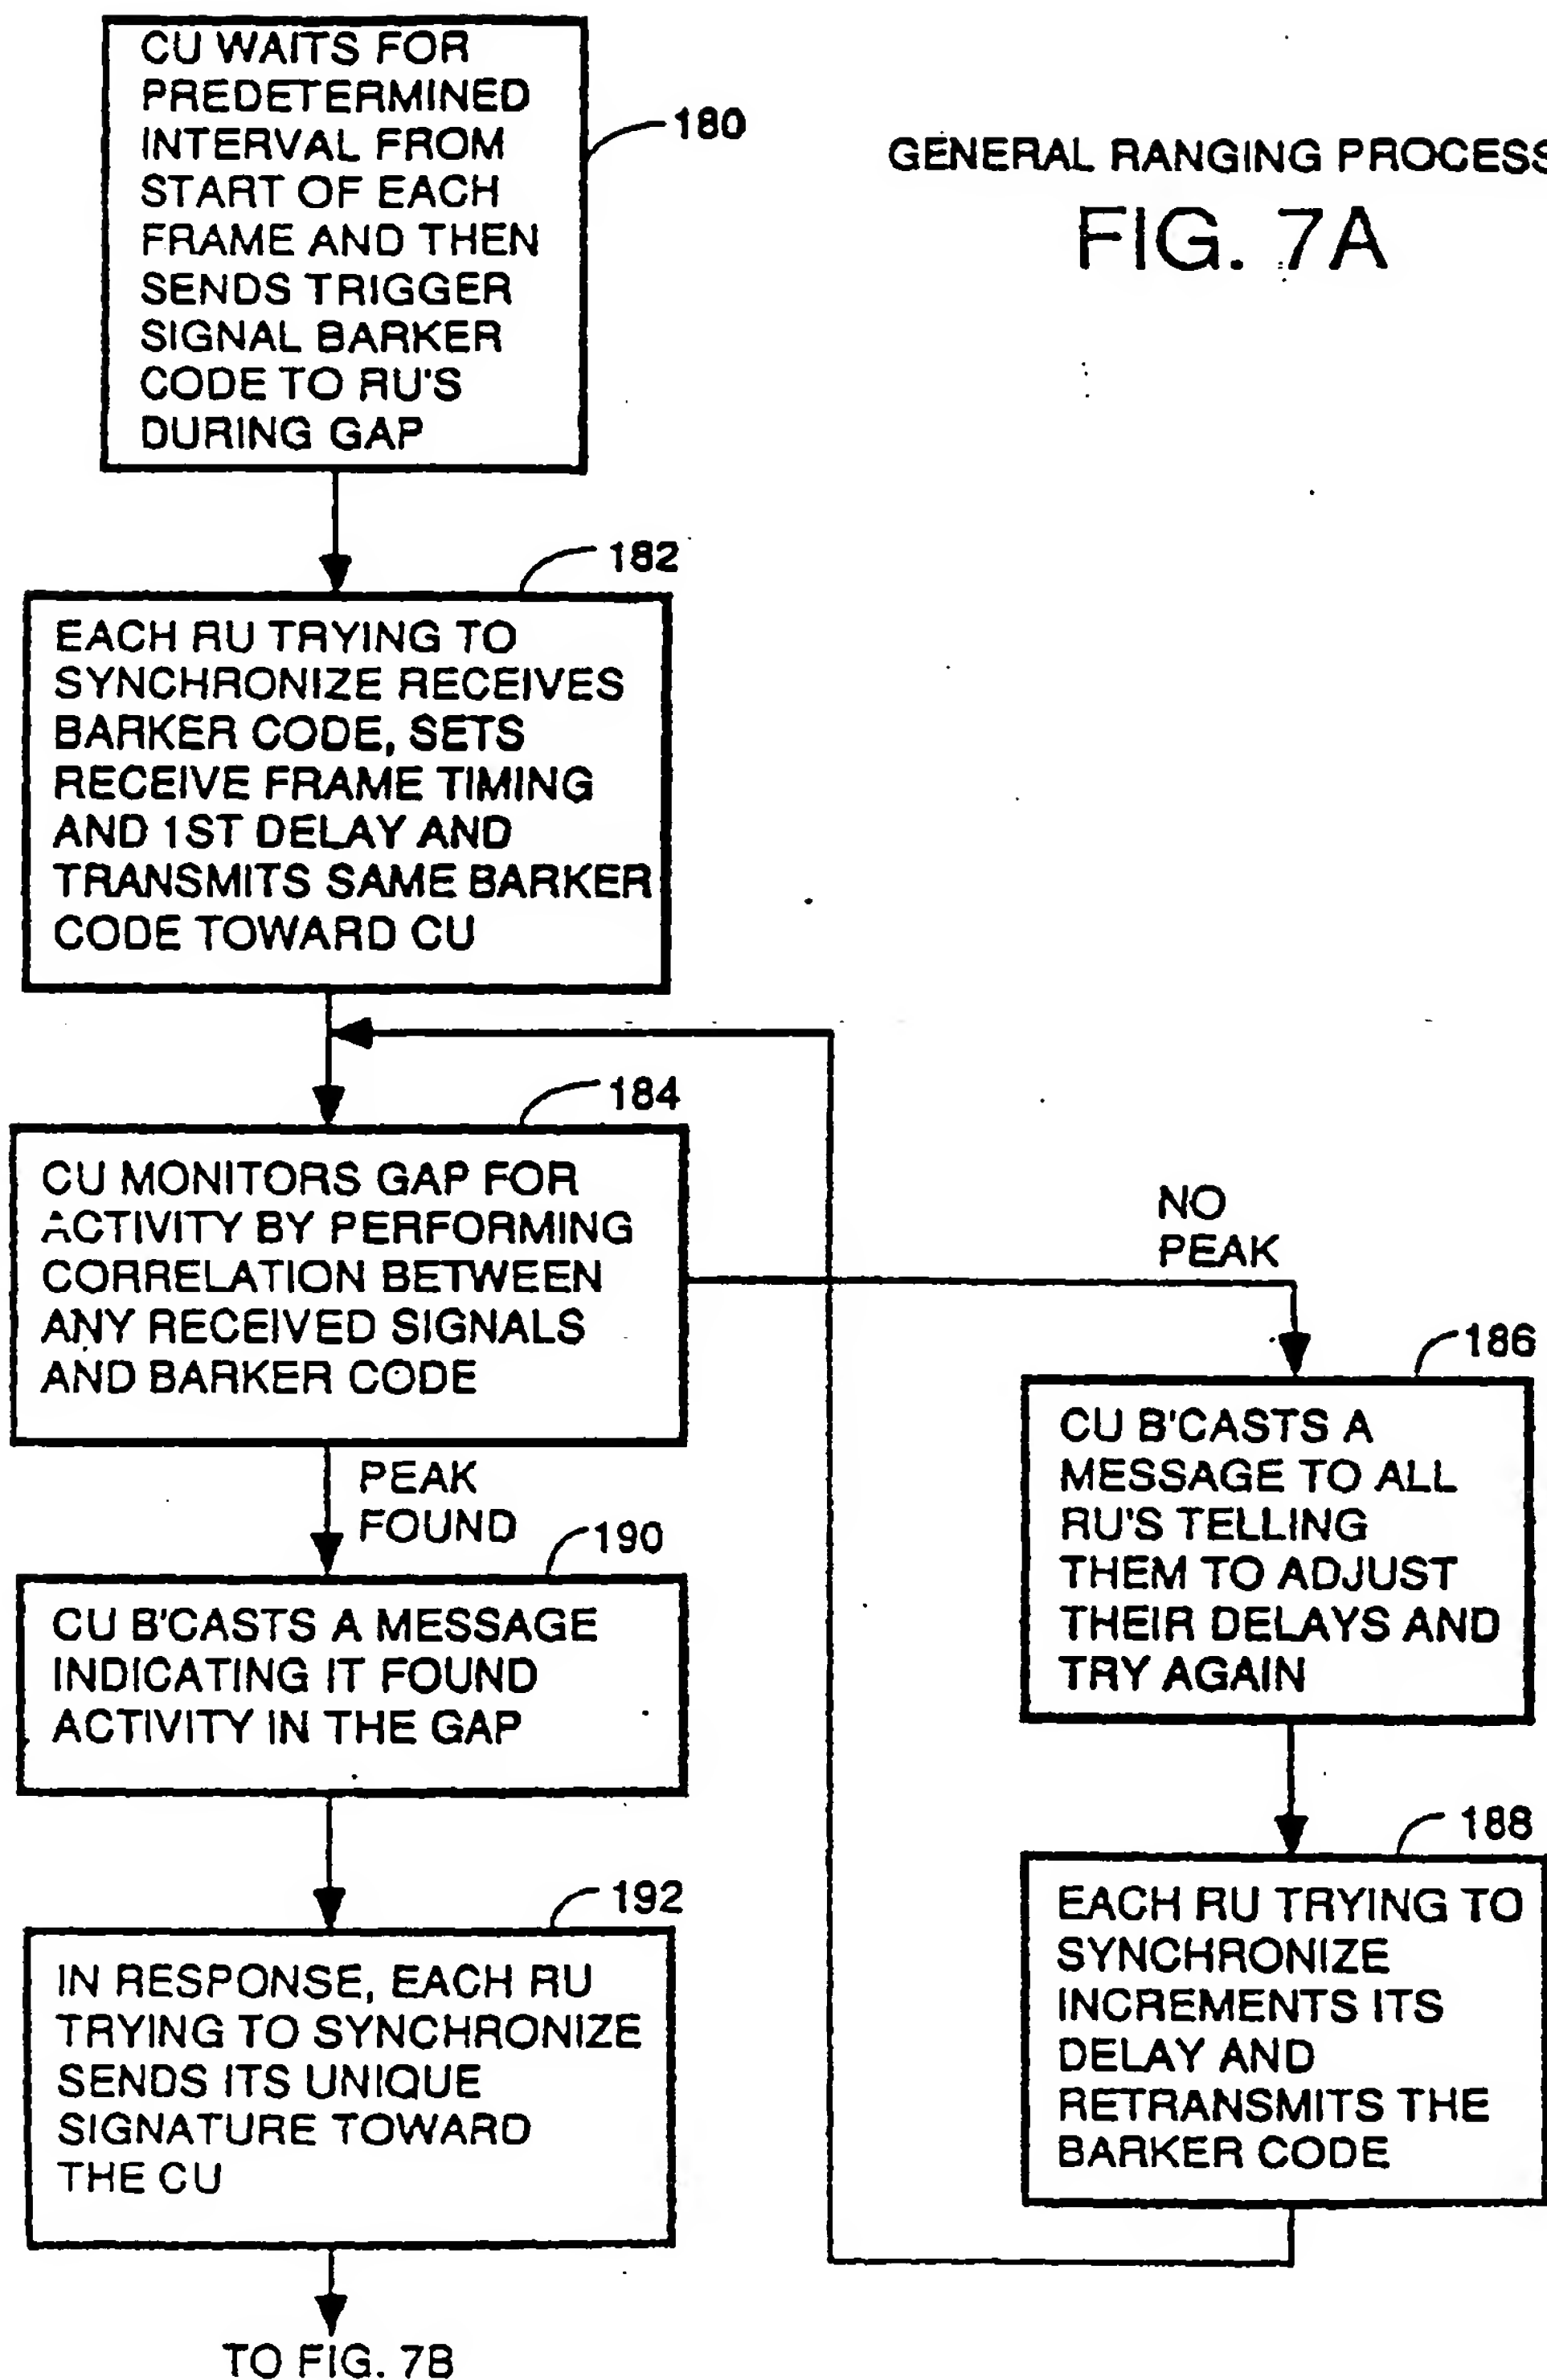 CU WAITS FOR
PREDETERMINED
INTERVAL FROM
START OF EACH
FRAME AND THEN
SENDS TRIGGER
SIGNAL BARKER
CODE TO RU'S
DURING GAP
180
GENERAL RANGING PROCESS
FIG. 7A
182
EACH RU TRYING TO
SYNCHRONIZE RECEIVES
BARKER CODE, SETS
RECEIVE FRAME TIMING
AND 1ST DELAY AND
TRANSMITS SAME BARKER
CODE TOWARD CU
184
CU MONITORS GAP FOR
ACTIVITY BY PERFORMING
CORRELATION BETWEEN
ANY RECEIVED SIGNALS
AND BARKER CODE
NO
PEAK
186
CU B'CASTS A
MESSAGE TO ALL
RU'S TELLING
THEM TO ADJUST
THEIR DELAYS AND
TRY AGAIN
PEAK
FOUND
190
CU B'CASTS A MESSAGE
INDICATING IT FOUND
ACTIVITY IN THE GAP
188
EACH RU TRYING TO
SYNCHRONIZE
INCREMENTS ITS
DELAY AND
RETRANSMITS THE
BARKER CODE
192
IN RESPONSE, EACH RU
TRYING TO SYNCHRONIZE
SENDS ITS UNIQUE
SIGNATURE TOWARD
THE CU
TO FIG. 7B